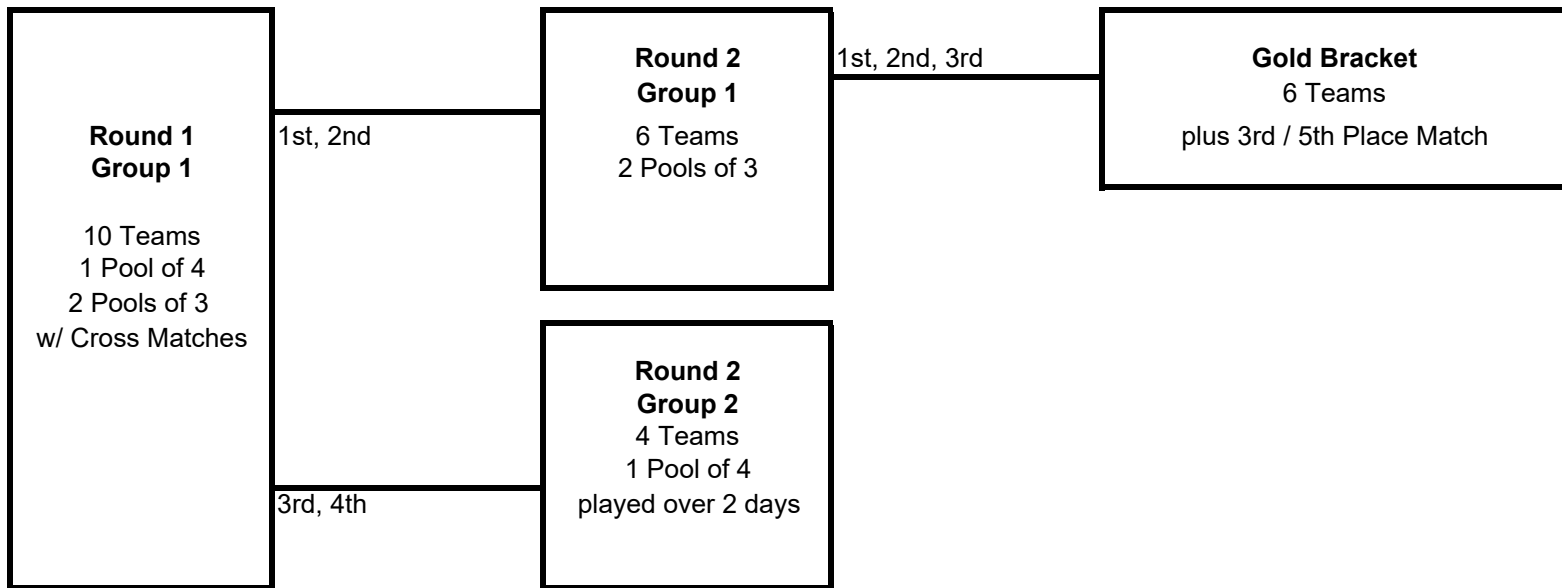 Round 1
Group 1
10 Teams
1 Pool of 4
2 Pools of 3
w/ Cross Matches
1st, 2nd
3rd, 4th
Round 2
Group 1
6 Teams
2 Pools of 3
1st, 2nd, 3rd
Round 2
Group 2
4 Teams
1 Pool of 4
played over 2 days
Gold Bracket
6 Teams
plus 3rd / 5th Place Match